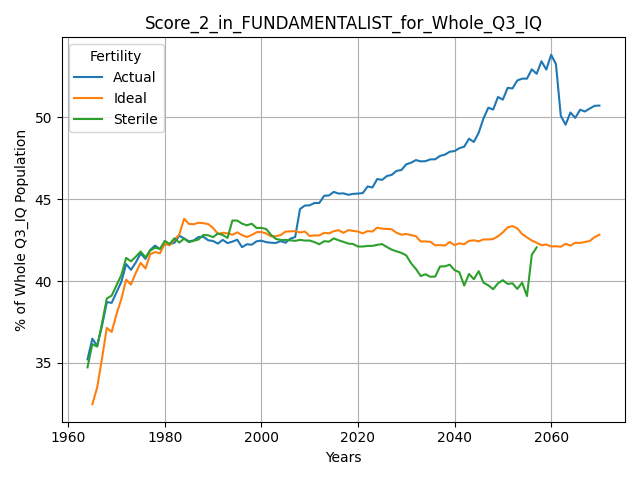 Score_2_in_FUNDAMENTALIST_for_Whole_Q3_IQ
Fertility
Actual
Ideal
Sterile
% of Whole Q3_IQ Population
50
45
40
35
1960
1980
2000
2020
2040
2060
Years